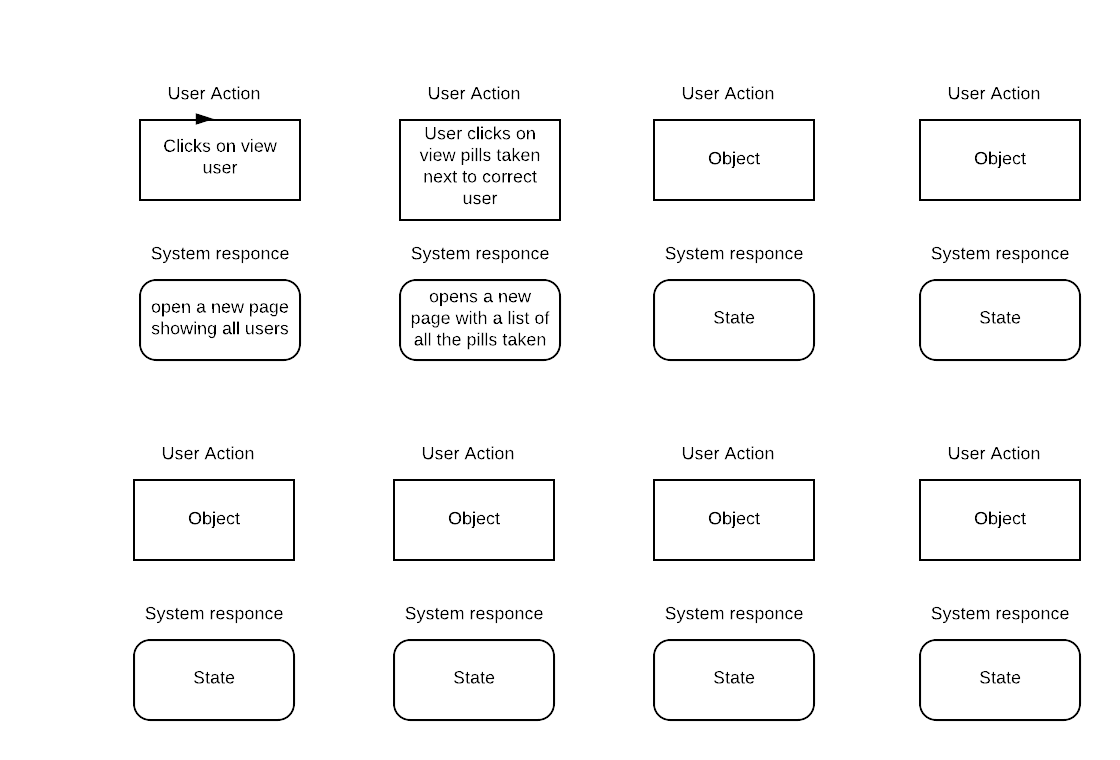 User Action
User Action
User Action
User Action
Clicks on view
user
User clicks on
view pills taken
next to correct
user
Object
Object
System responce
System responce
System responce
System responce
open a new page
showing all users
opens a new
page with a list of
all the pills taken
State
State
User Action
User Action
User Action
User Action
Object
Object
Object
Object
System responce
System responce
System responce
System responce
State
State
State
State